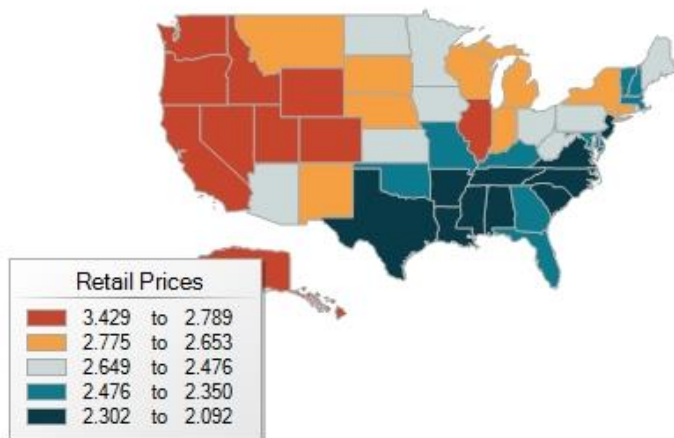 Retail Prices
3.429 to 2.789
2.775 to 2.653
2.649 to 2.476
2.476 to 2.350
2.302 to 2.092